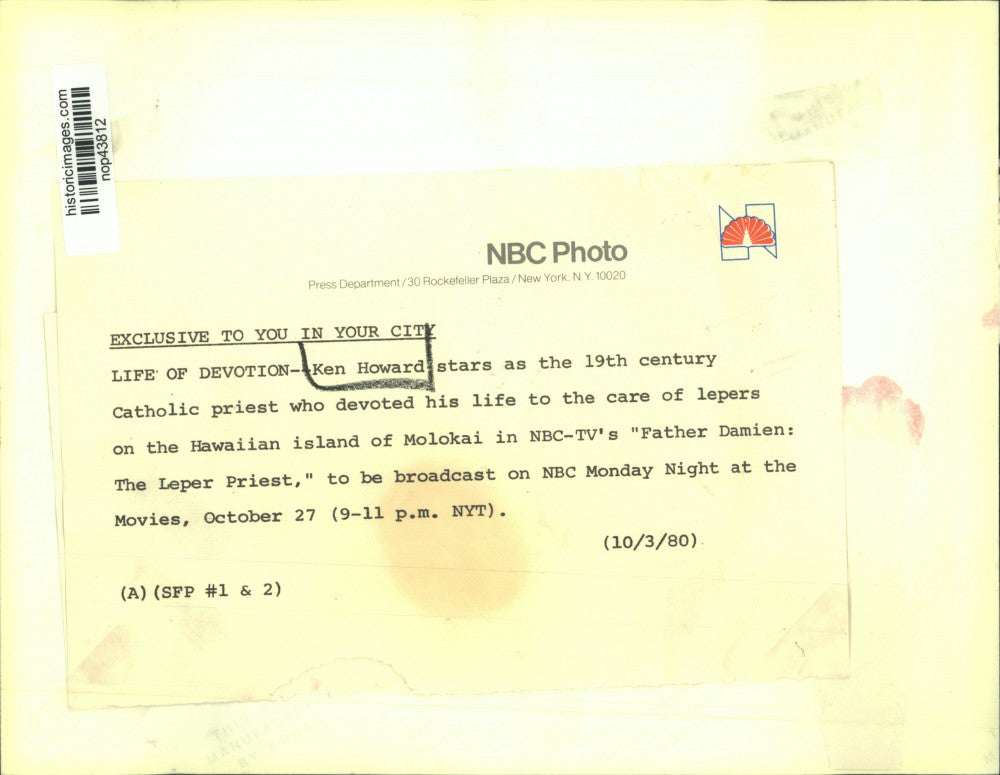 historicimages.com
nop43812
NBC Photo
Press Department / 30 Rockefeller Plaza / New York, N.Y. 10020
EXCLUSIVE TO YOU IN YOUR CITY
LIFE OF DEVOTION--Ken Howard stars as the 19th century
Catholic priest who devoted his life to the care of lepers
on the Hawaiian island of Molokai in NBC-TV's "Father Damien:
The Leper Priest," to be broadcast on NBC Monday Night at the
Movies, October 27 (9-11 p.m. NYT).
(10/3/80)
(A)(SFP #1 & 2)
THIS
MANUFA
BY